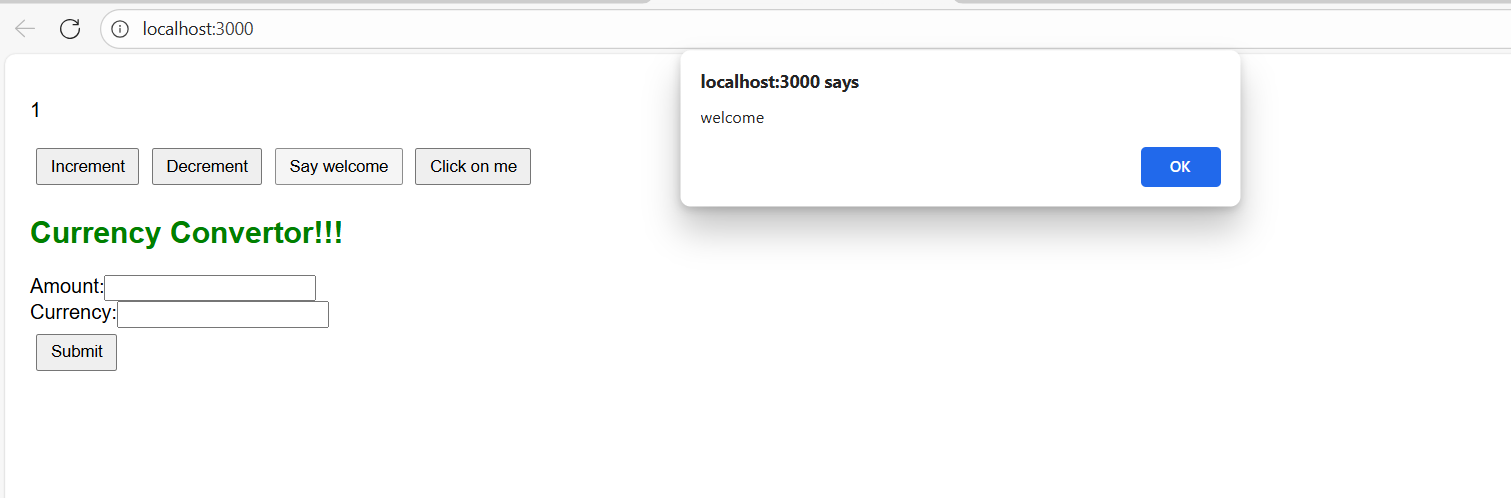 localhost:3000
localhost:3000 says
welcome
OK
1
Increment Decrement Say welcome Click on me
Currency Convertor!!!
Amount:
Currency:
Submit